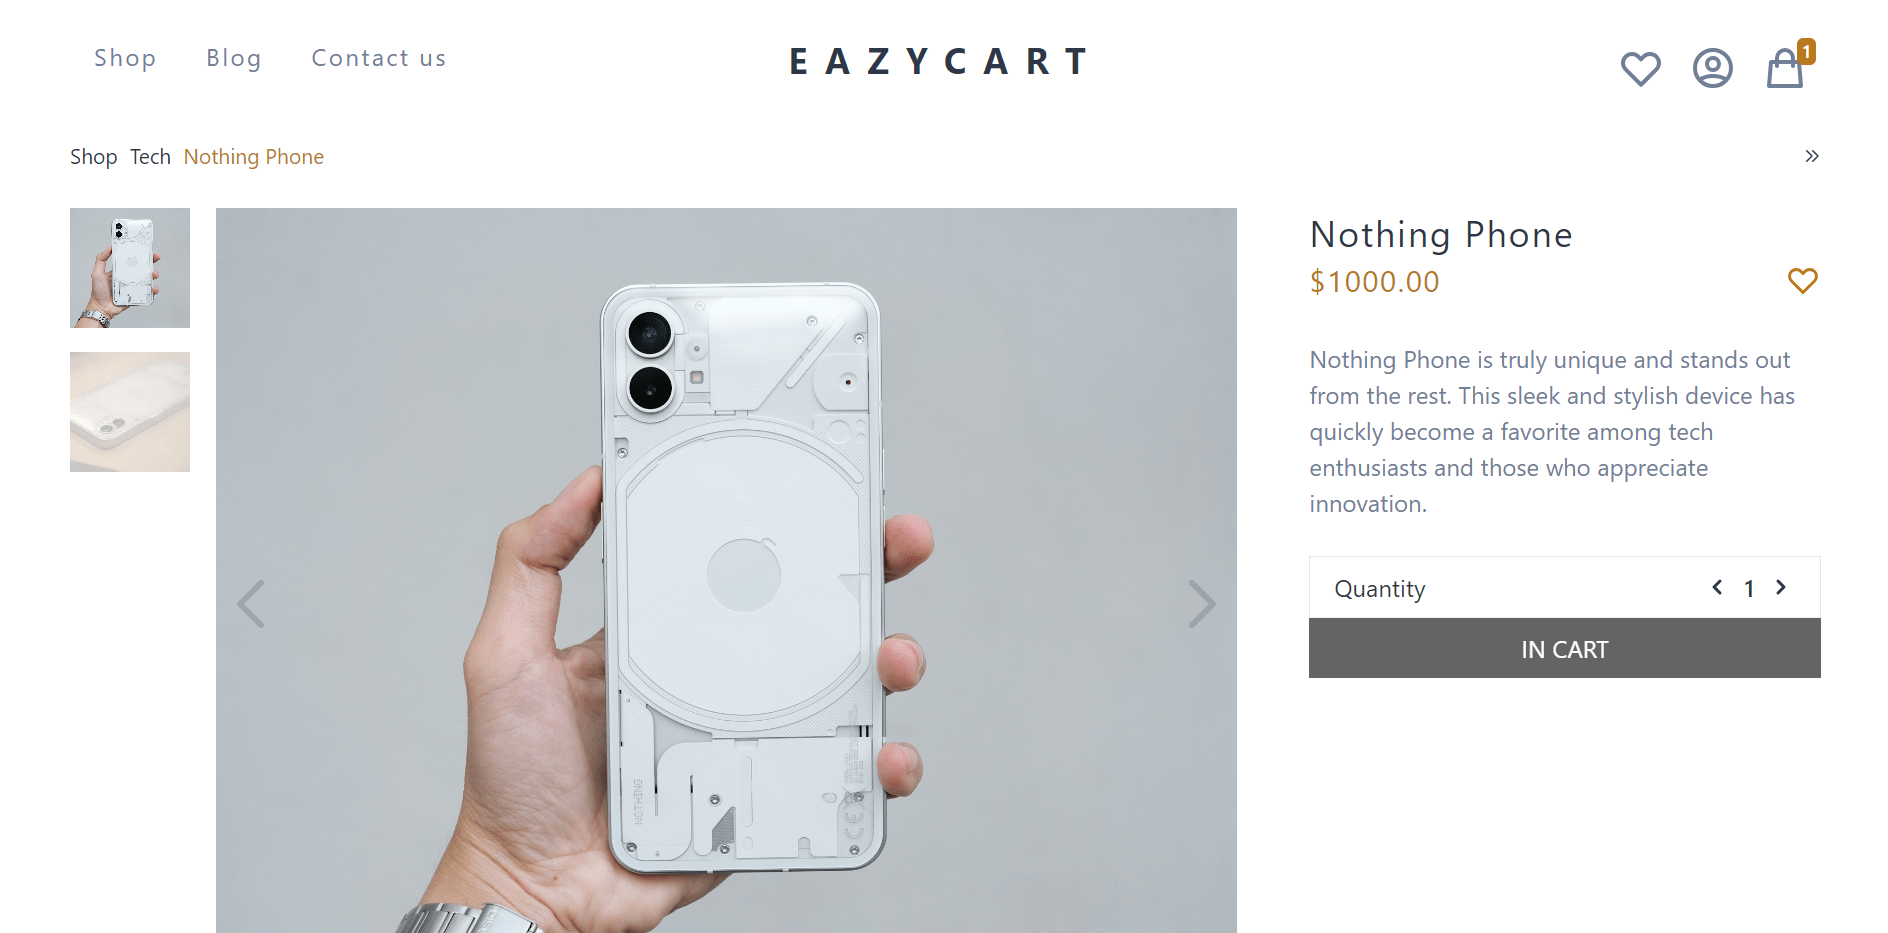 Shop Blog Contact us
EAZYCART
1
Shop Tech Nothing Phone
Nothing Phone
$1000.00
Nothing Phone is truly unique and stands out
from the rest. This sleek and stylish device has
quickly become a favorite among tech
enthusiasts and those who appreciate
innovation.
Quantity 1
IN CART
NOTHING